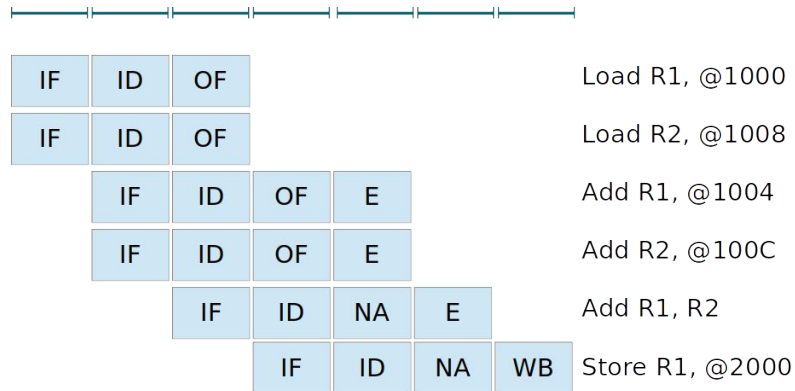 IF ID OF Load R1, @1000
IF ID OF Load R2, @1008
IF ID OF E Add R1, @1004
IF ID OF E Add R2, @100C
IF ID NA E Add R1, R2
IF ID NA WB Store R1, @2000